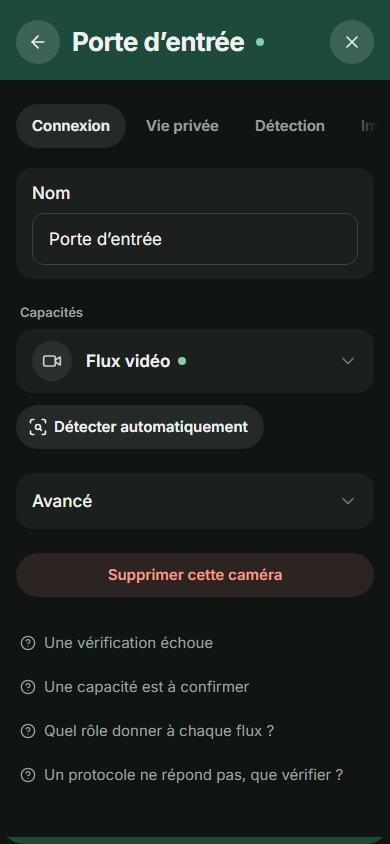 Porte d’entrée
Connexion
Vie privée
Détection
Nom
Porte d’entrée
Capacités
Flux vidéo
Détecter automatiquement
Avancé
Supprimer cette caméra
Une vérification échoue
Une capacité est à confirmer
Quel rôle donner à chaque flux ?
Un protocole ne répond pas, que vérifier ?